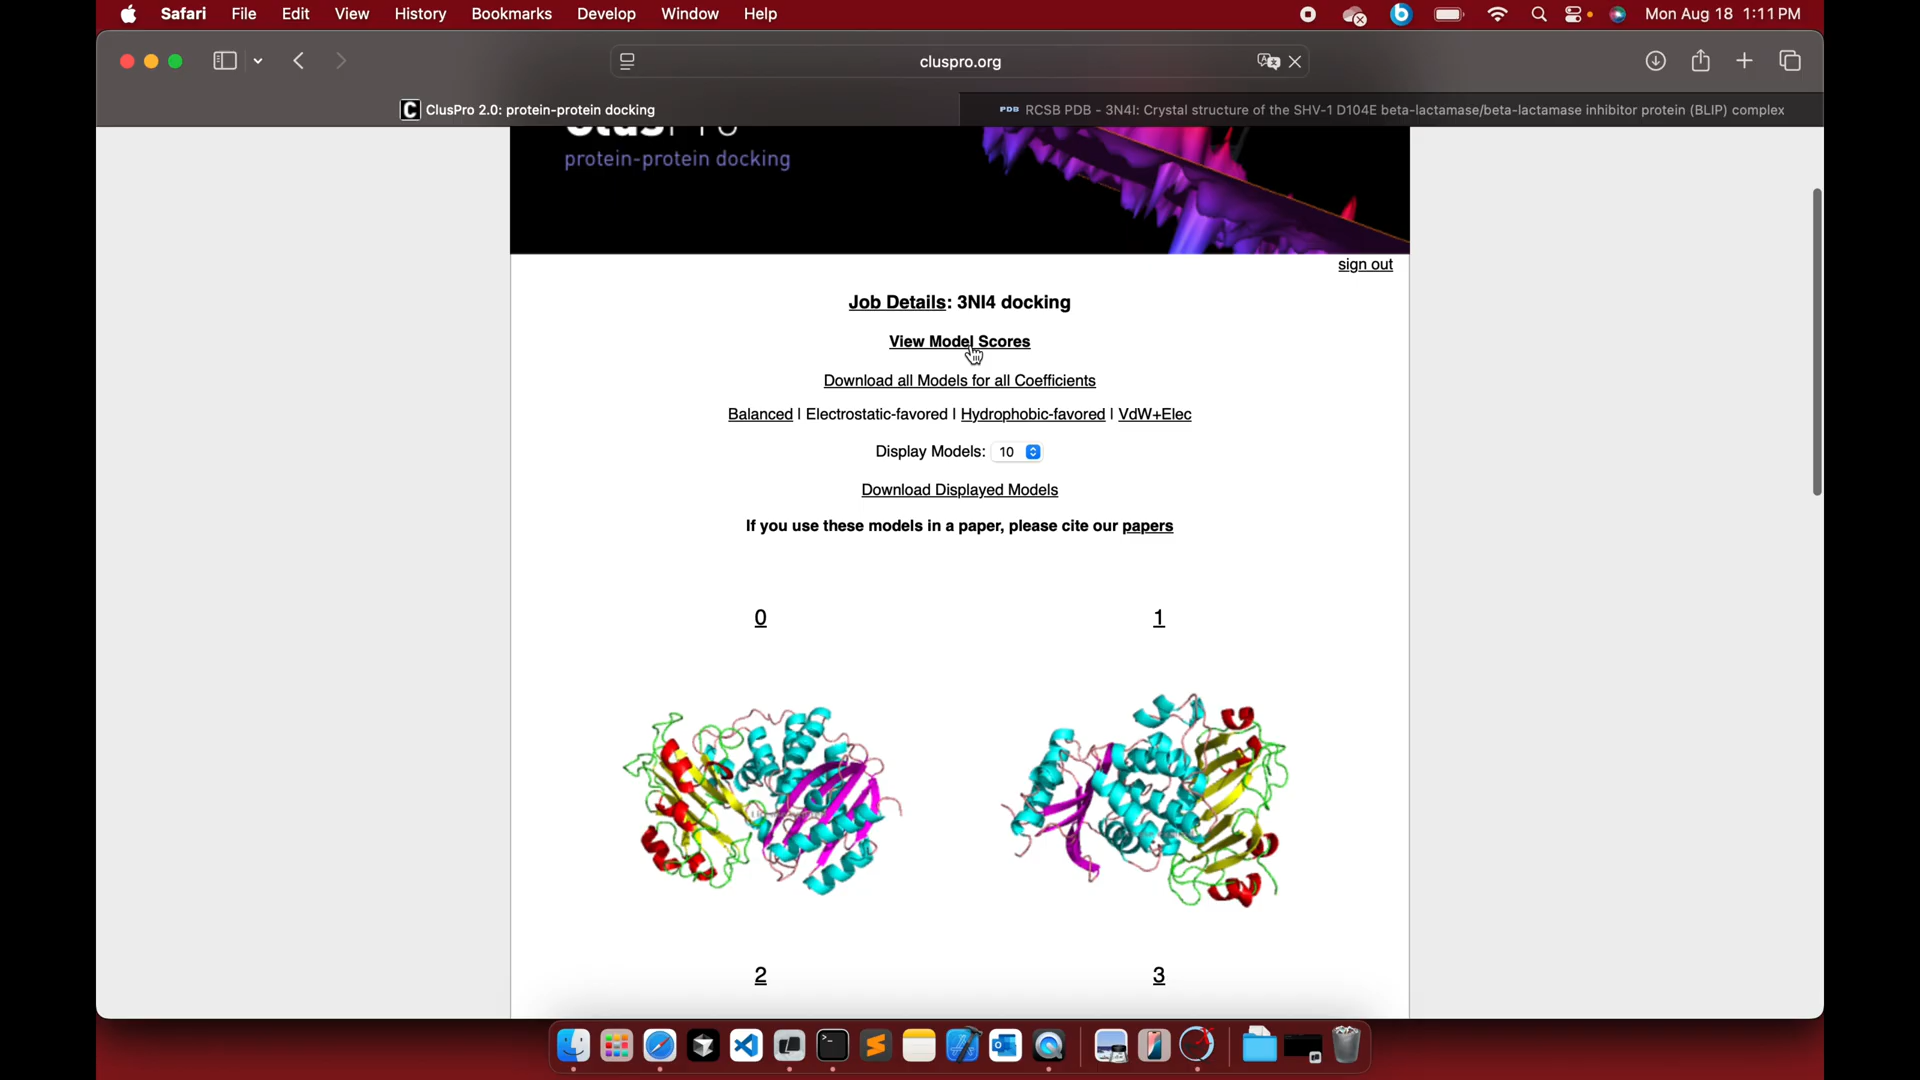 Safari File Edit View History Bookmarks Develop Window Help Mon Aug 18 1:11 PM
cluspro.org
C ClusPro 2.0: protein-protein docking
PDB RCSB PDB - 3N4I: Crystal structure of the SHV-1 D104E beta-lactamase/beta-lactamase inhibitor protein (BLIP) complex
ClusPro
protein-protein docking
sign out
Job Details: 3NI4 docking
View Model Scores
Download all Models for all Coefficients
Balanced | Electrostatic-favored | Hydrophobic-favored | VdW+Elec
Display Models: 10
Download Displayed Models
If you use these models in a paper, please cite our papers
0 1
2 3